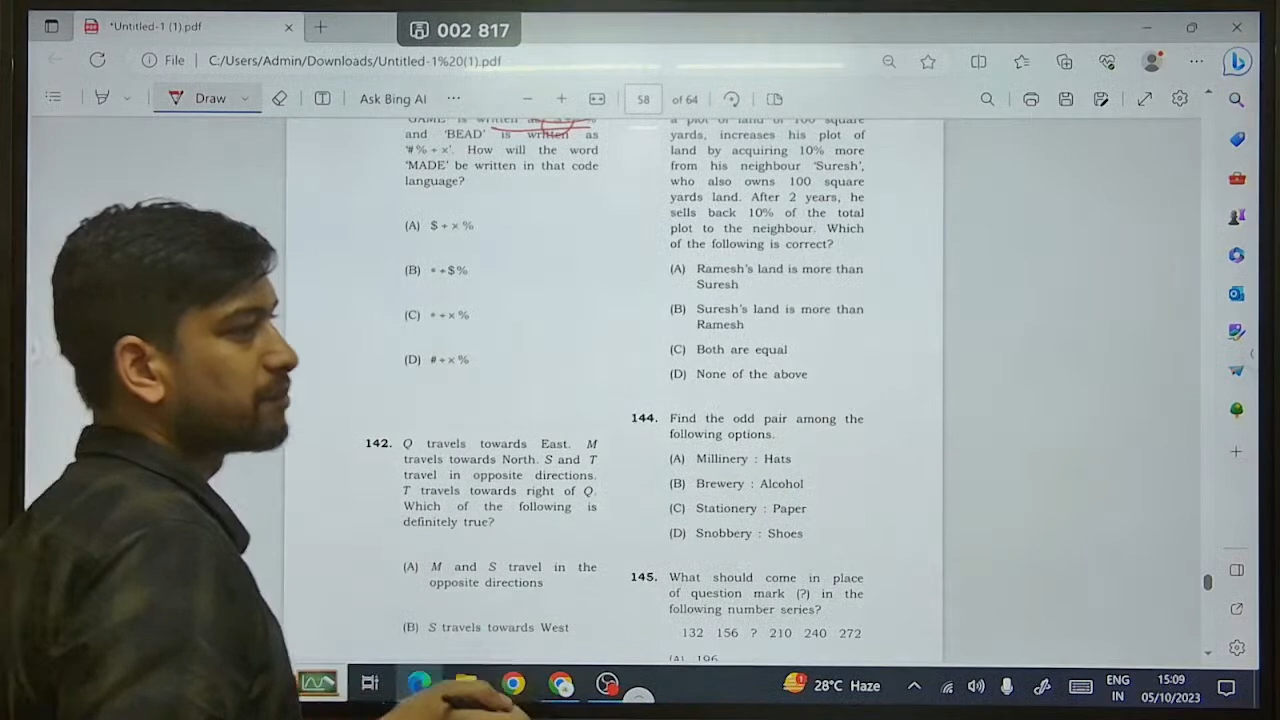 *Untitled-1 (1).pdf
002 817
File
C:/Users/Admin/Downloads/Untitled-1%20(1).pdf
Draw
Ask Bing AI
58
of 64
and 'BEAD' is written as
'#% ÷ ×'. How will the word
'MADE' be written in that code
language?
(A) $ ÷ × %
(B) * ÷ $ %
(C) * ÷ × %
(D) # ÷ × %
142. Q travels towards East. M
travels towards North. S and T
travel in opposite directions.
T travels towards right of Q.
Which of the following is
definitely true?
(A) M and S travel in the
opposite directions
(B) S travels towards West
a plot of land of 100 square
yards, increases his plot of
land by acquiring 10% more
from his neighbour 'Suresh',
who also owns 100 square
yards land. After 2 years, he
sells back 10% of the total
plot to the neighbour. Which
of the following is correct?
(A) Ramesh's land is more than
Suresh
(B) Suresh's land is more than
Ramesh
(C) Both are equal
(D) None of the above
144. Find the odd pair among the
following options.
(A) Millinery : Hats
(B) Brewery : Alcohol
(C) Stationery : Paper
(D) Snobbery : Shoes
145. What should come in place
of question mark (?) in the
following number series?
132 156 ? 210 240 272
(A) 196
28°C Haze
ENG
IN
15:09
05/10/2023